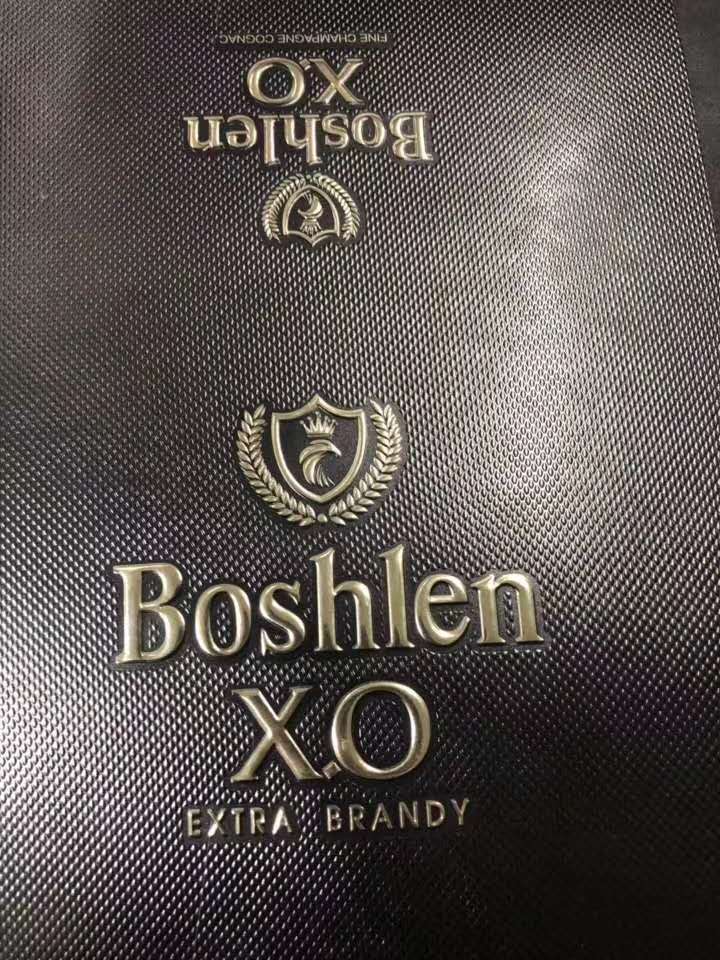 FINE CHAMPAGNE COGNAC
X.O
Boshlen
Boshlen
X.O
EXTRA BRANDY